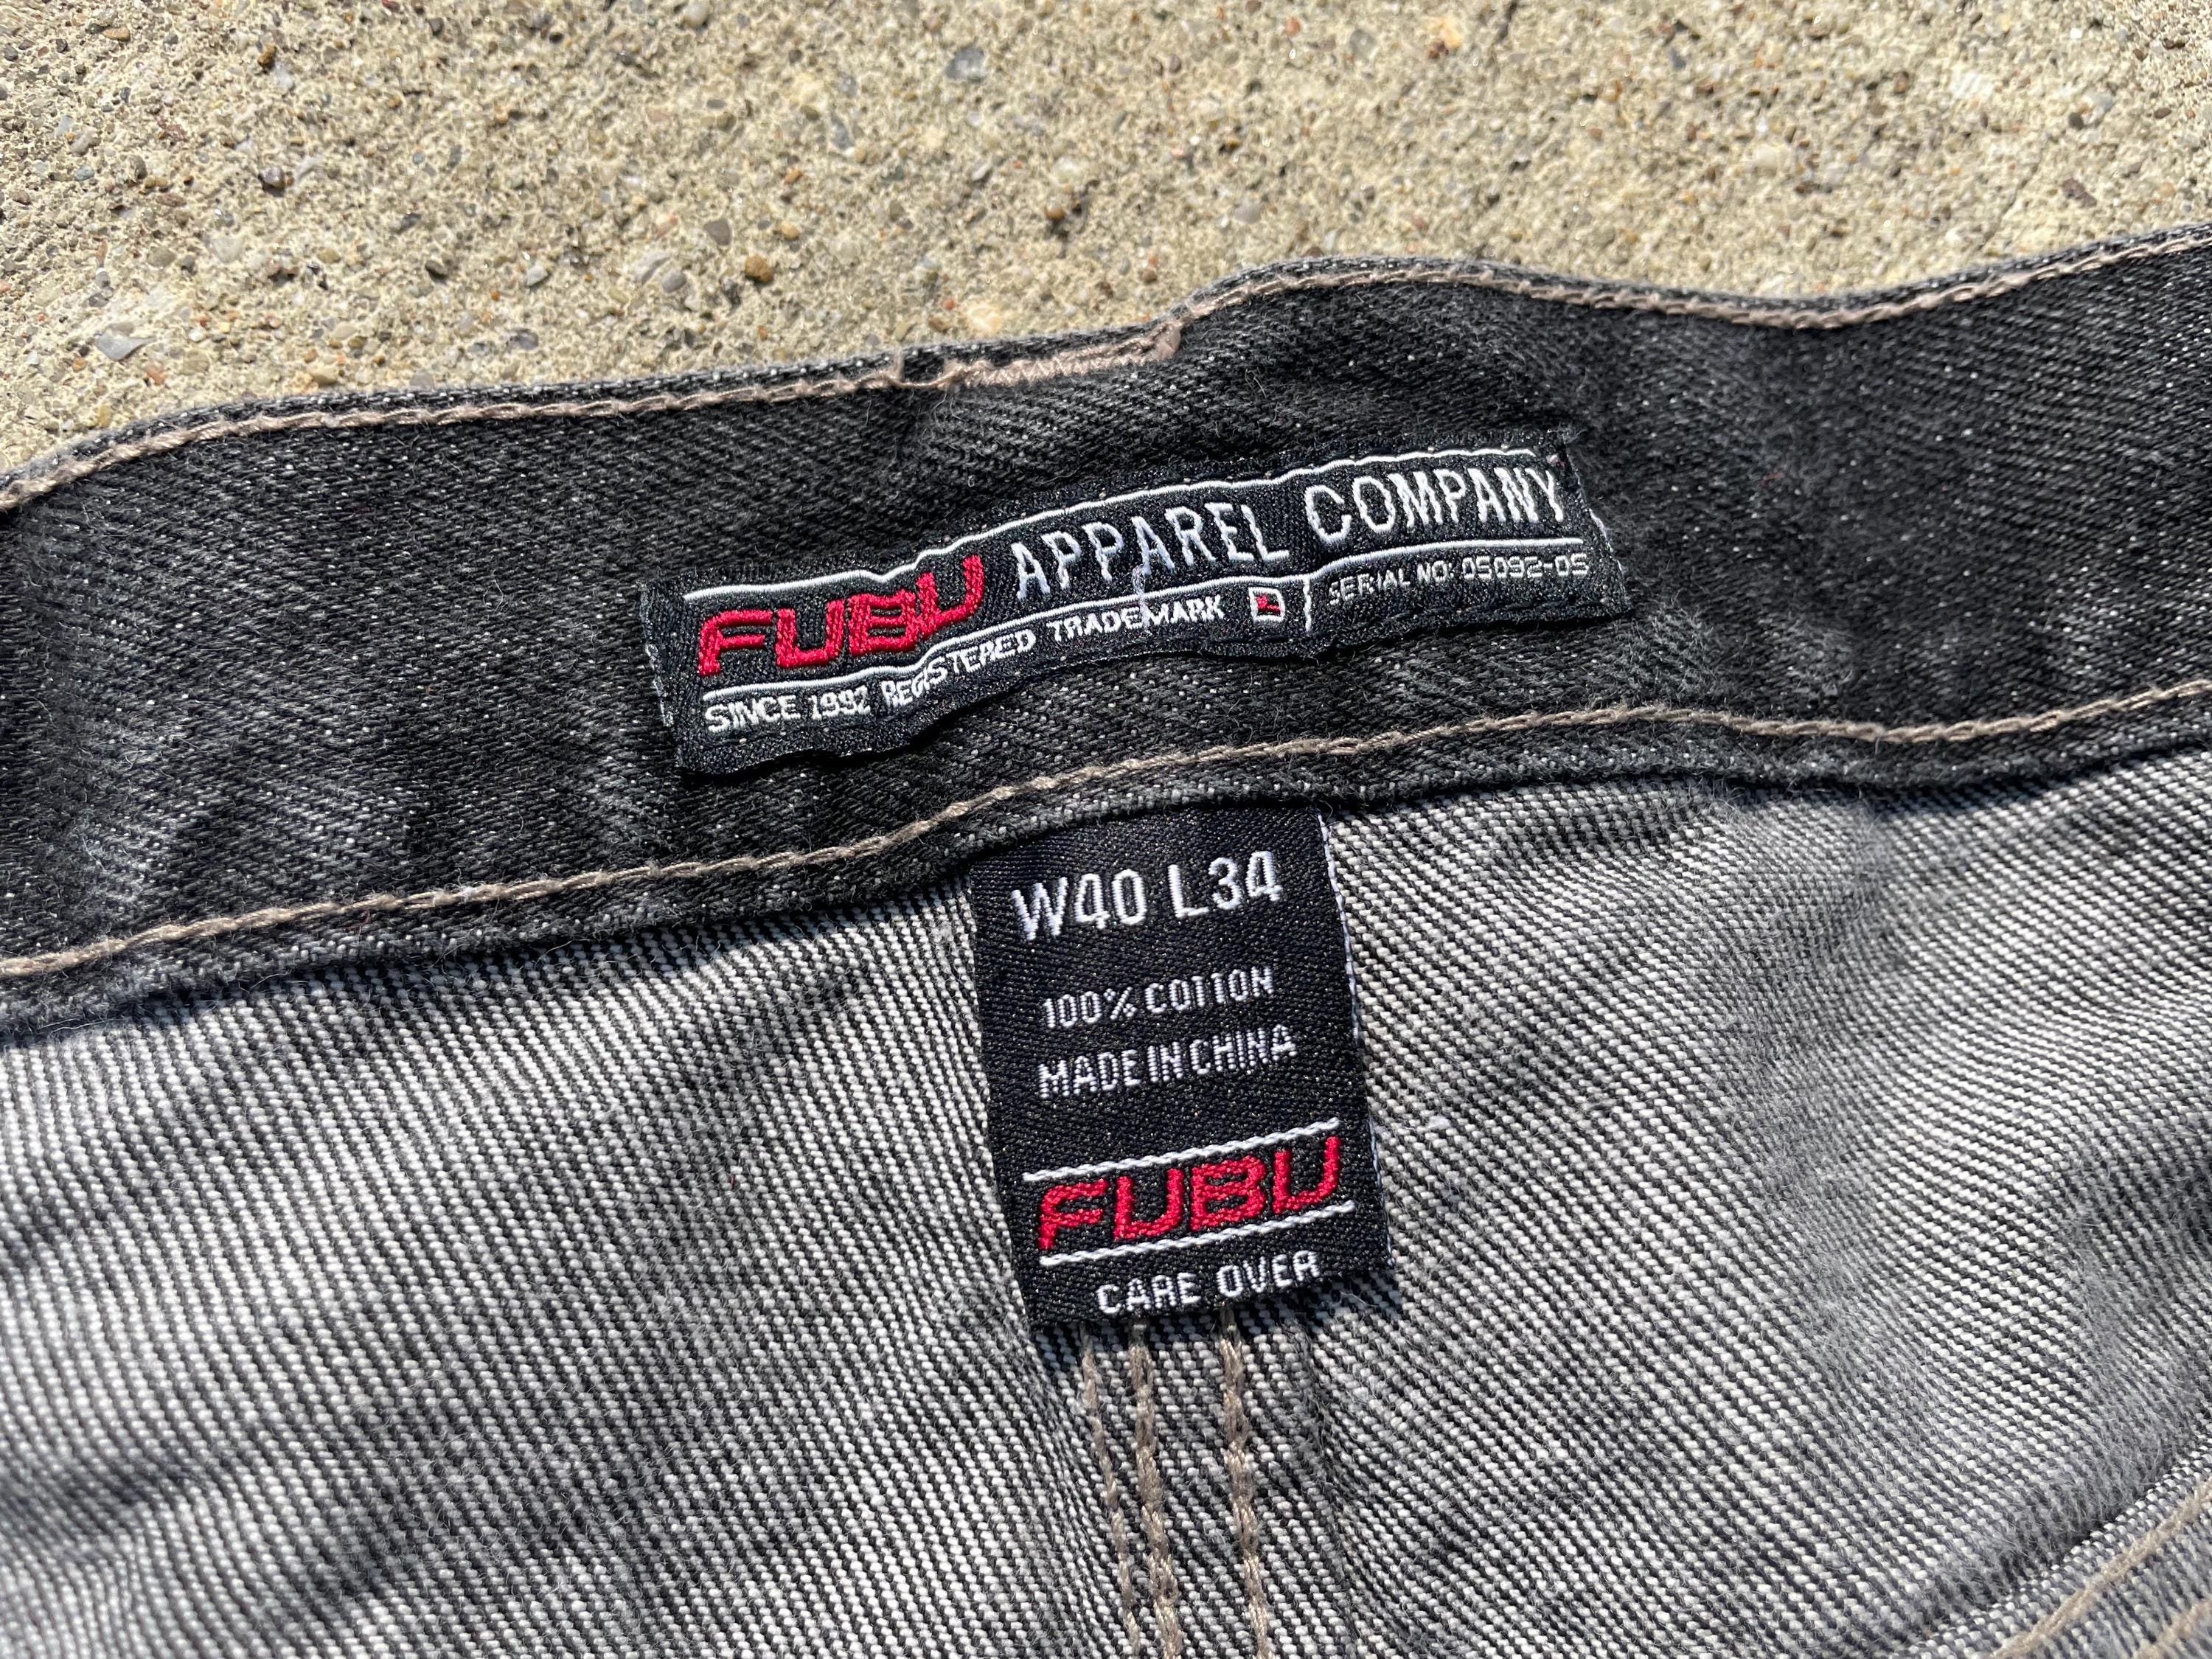 FUBU APPAREL COMPANY
SINCE 1992 REGISTERED TRADEMARK SERIAL NO: 05092-05
W40 L34
100% COTTON
MADE IN CHINA
FUBU
CARE OVER